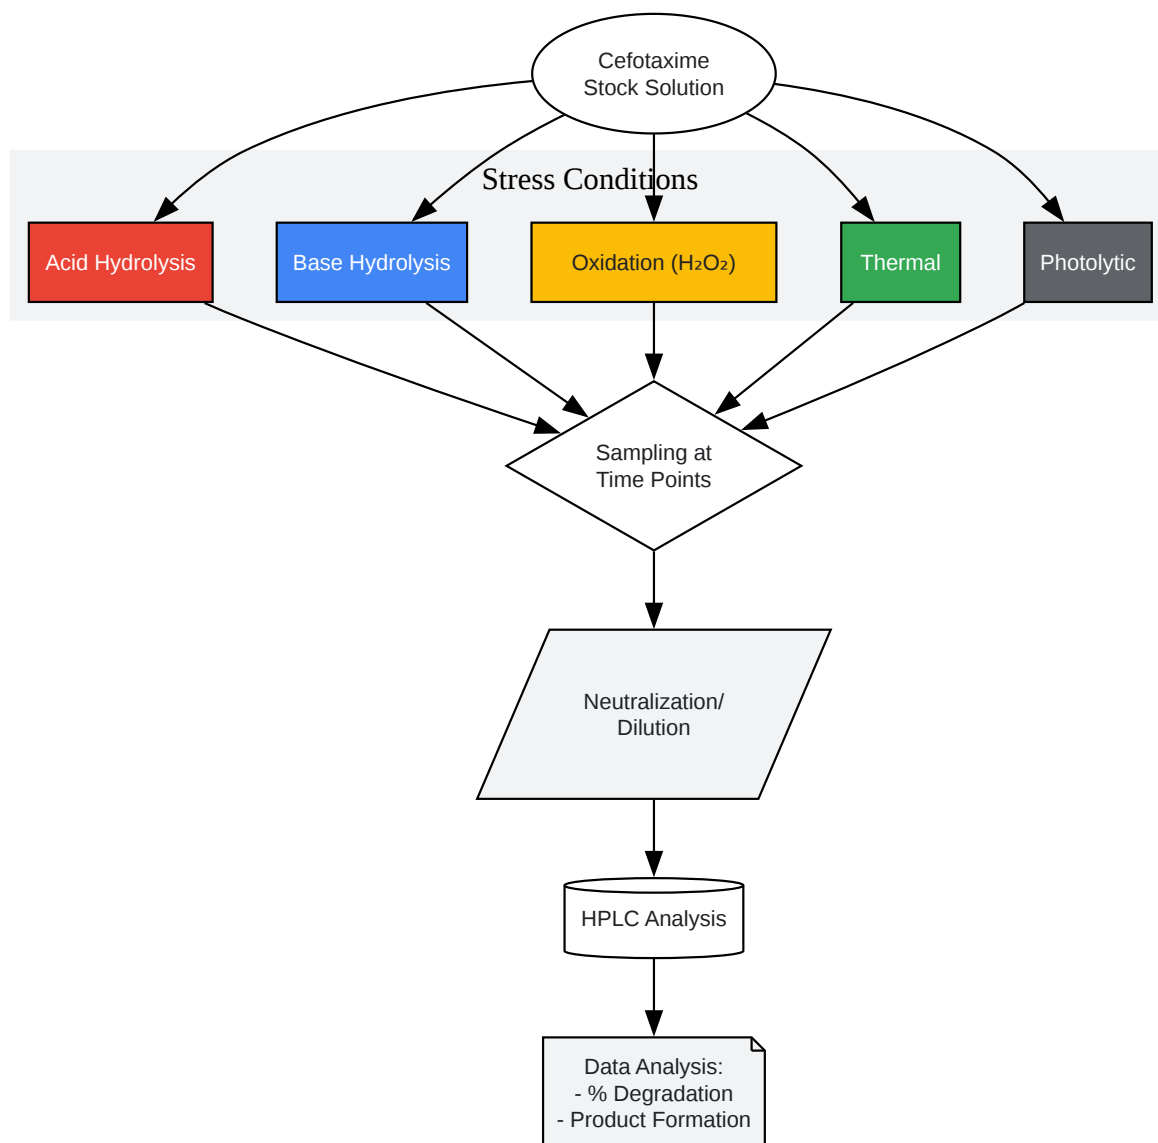 Cefotaxime
Stock Solution
Stress Conditions
Acid Hydrolysis
Base Hydrolysis
Oxidation (H₂O₂)
Thermal
Photolytic
Sampling at
Time Points
Neutralization/
Dilution
HPLC Analysis
Data Analysis:
- % Degradation
- Product Formation